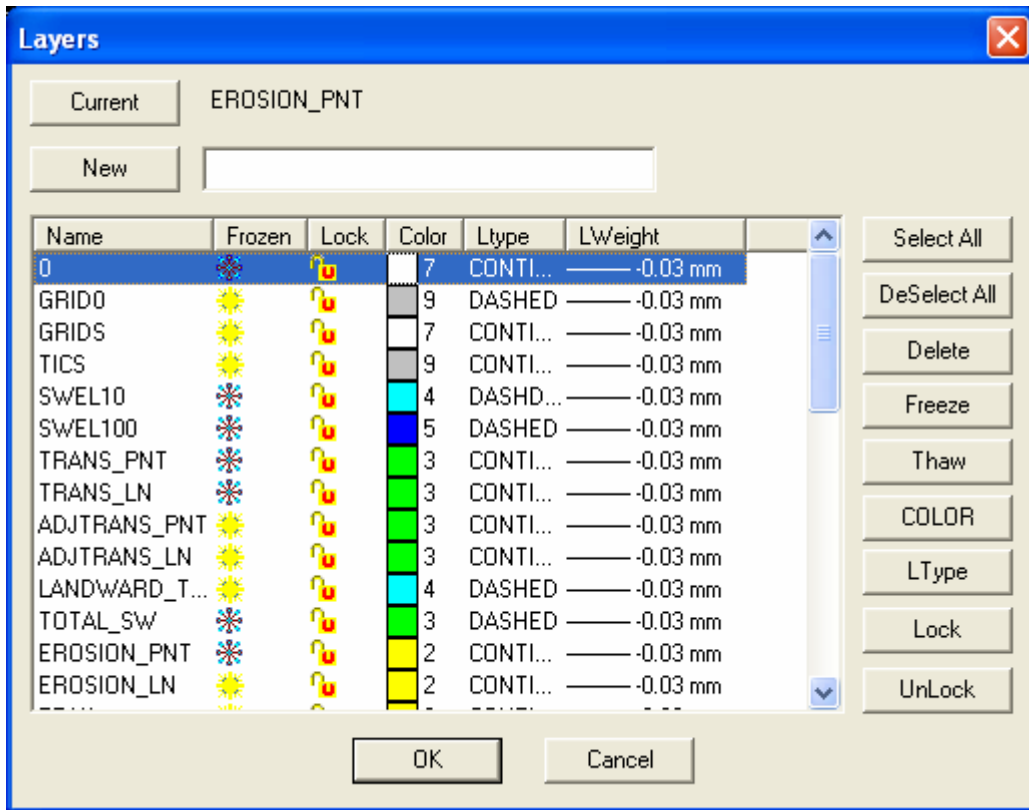 Layers
Current EROSION_PNT
New
Name Frozen Lock Color Ltype LWeight
0 7 CONTI... -0.03 mm
GRID0 9 DASHED -0.03 mm
GRIDS 7 CONTI... -0.03 mm
TICS 9 CONTI... -0.03 mm
SWEL10 4 DASHD... -0.03 mm
SWEL100 5 DASHED -0.03 mm
TRANS_PNT 3 CONTI... -0.03 mm
TRANS_LN 3 CONTI... -0.03 mm
ADJTRANS_PNT 3 CONTI... -0.03 mm
ADJTRANS_LN 3 CONTI... -0.03 mm
LANDWARD_T... 4 DASHED -0.03 mm
TOTAL_SW 3 DASHED -0.03 mm
EROSION_PNT 2 CONTI... -0.03 mm
EROSION_LN 2 CONTI... -0.03 mm
Select All
DeSelect All
Delete
Freeze
Thaw
COLOR
LType
Lock
UnLock
OK Cancel